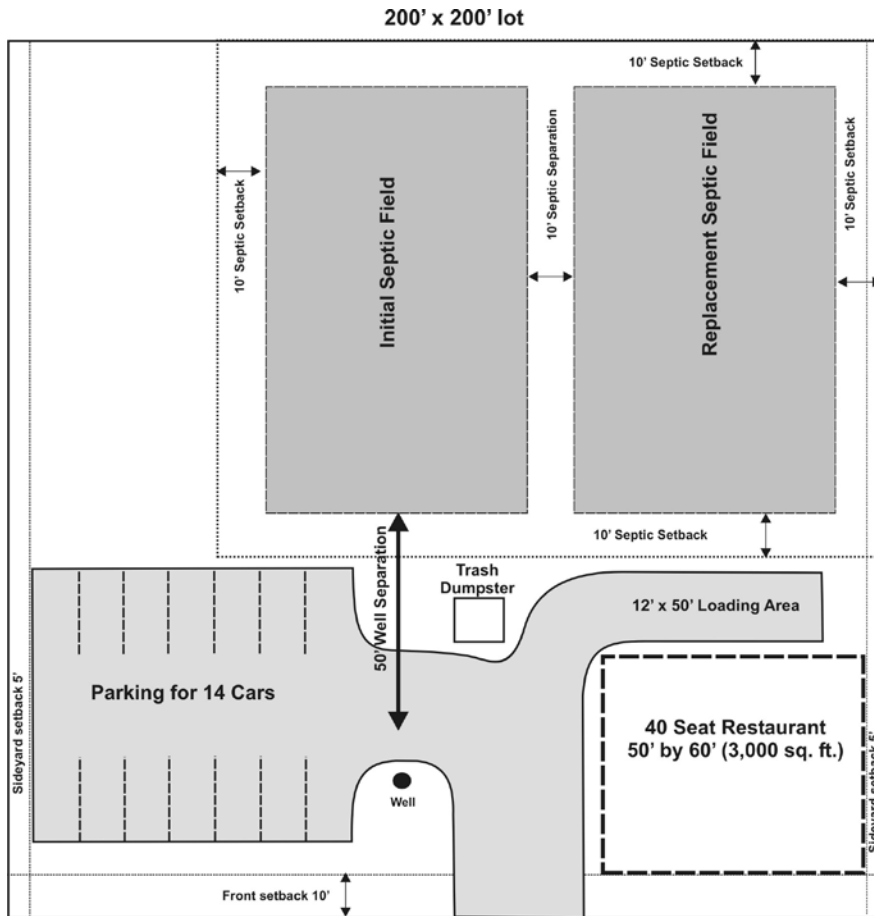 200' x 200' lot
10' Septic Setback
10' Septic Setback
Initial Septic Field
10' Septic Separation
Replacement Septic Field
10' Septic Setback
10' Septic Setback
50' Well Separation
Trash
Dumpster
12' x 50' Loading Area
Sideyard setback 5'
Parking for 14 Cars
40 Seat Restaurant
50' by 60' (3,000 sq. ft.)
Sideyard setback 5'
Well
Front setback 10'